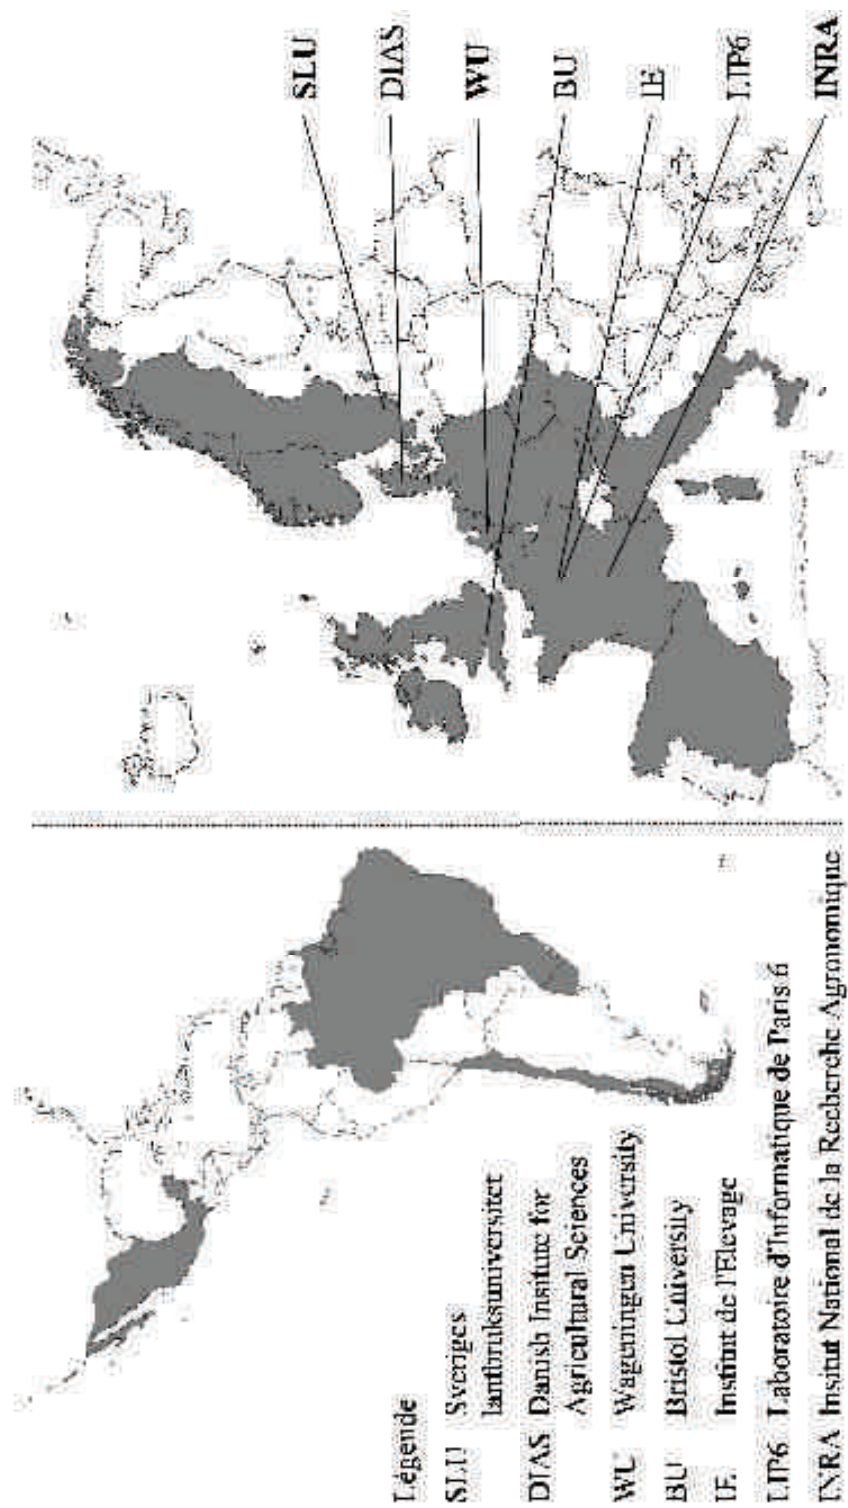 SLU
DIAS
WU
BU
IE
LIP6
INRA
Légende
SLU Sveriges
lantbruksuniversitet
DIAS Danish Insitute for
Agricultural Sciences
WU Wageningen University
BU Bristol University
IE Institut de l'Elevage
LIP6 Laboratoire d'Informatique de Paris 6
INRA Insitut National de la Recherche Agronomique